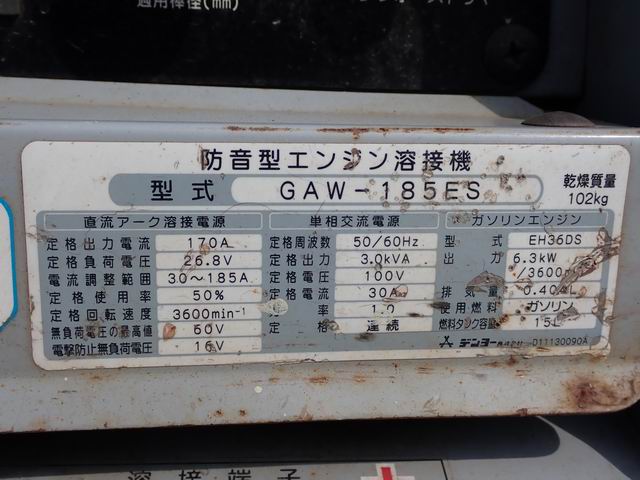 適用棒径(mm)
防音型エンジン溶接機
型式 GAW-185ES
乾燥質量
102kg
直流アーク溶接電源
定格出力電流 170A
定格負荷電圧 26.8V
電流調整範囲 30～185A
定格使用率 50%
定格回転速度 3600min⁻¹
無負荷電圧の最高値 60V
電撃防止無負荷電圧 16V
単相交流電源
定格周波数 50/60Hz
定格出力 3.0kVA
定格電圧 100V
定格電流 30A
率 1.0
定格 連続
ガソリンエンジン
型式 EH36DS
出力 6.3kW
/3600m
排気量 0.40
使用燃料 ガソリン
燃料タンク容量 15L
デンヨー D11130090A
溶接端子